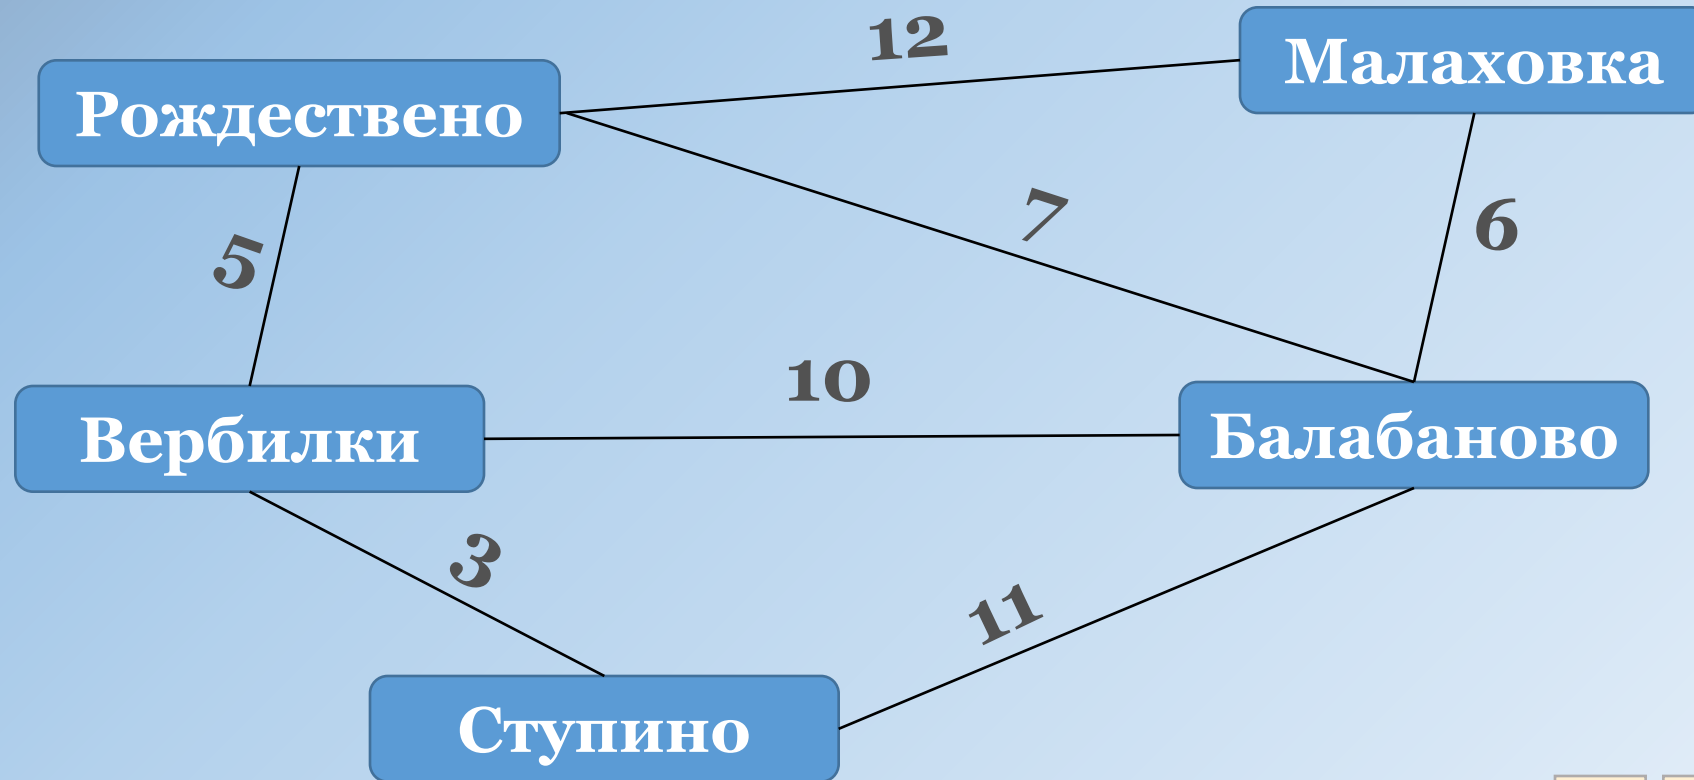 12
Малаховка
Рождествено
7
6
5
10
Вербилки
Балабаново
3
11
Ступино